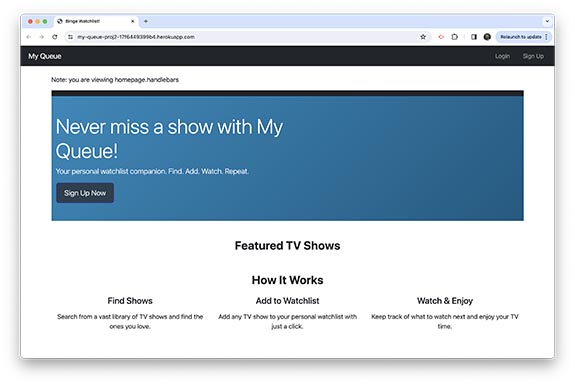 Binge Watchlist!
my-queue-proj2-17f6449399b4.herokuapp.com
Relaunch to update
My Queue
Login
Sign Up
Note: you are viewing homepage.handlebars
Never miss a show with My
Queue!
Your personal watchlist companion. Find. Add. Watch. Repeat.
Sign Up Now
Featured TV Shows
How It Works
Find Shows
Add to Watchlist
Watch & Enjoy
Search from a vast library of TV shows and find the
ones you love.
Add any TV show to your personal watchlist with
just a click.
Keep track of what to watch next and enjoy your TV
time.